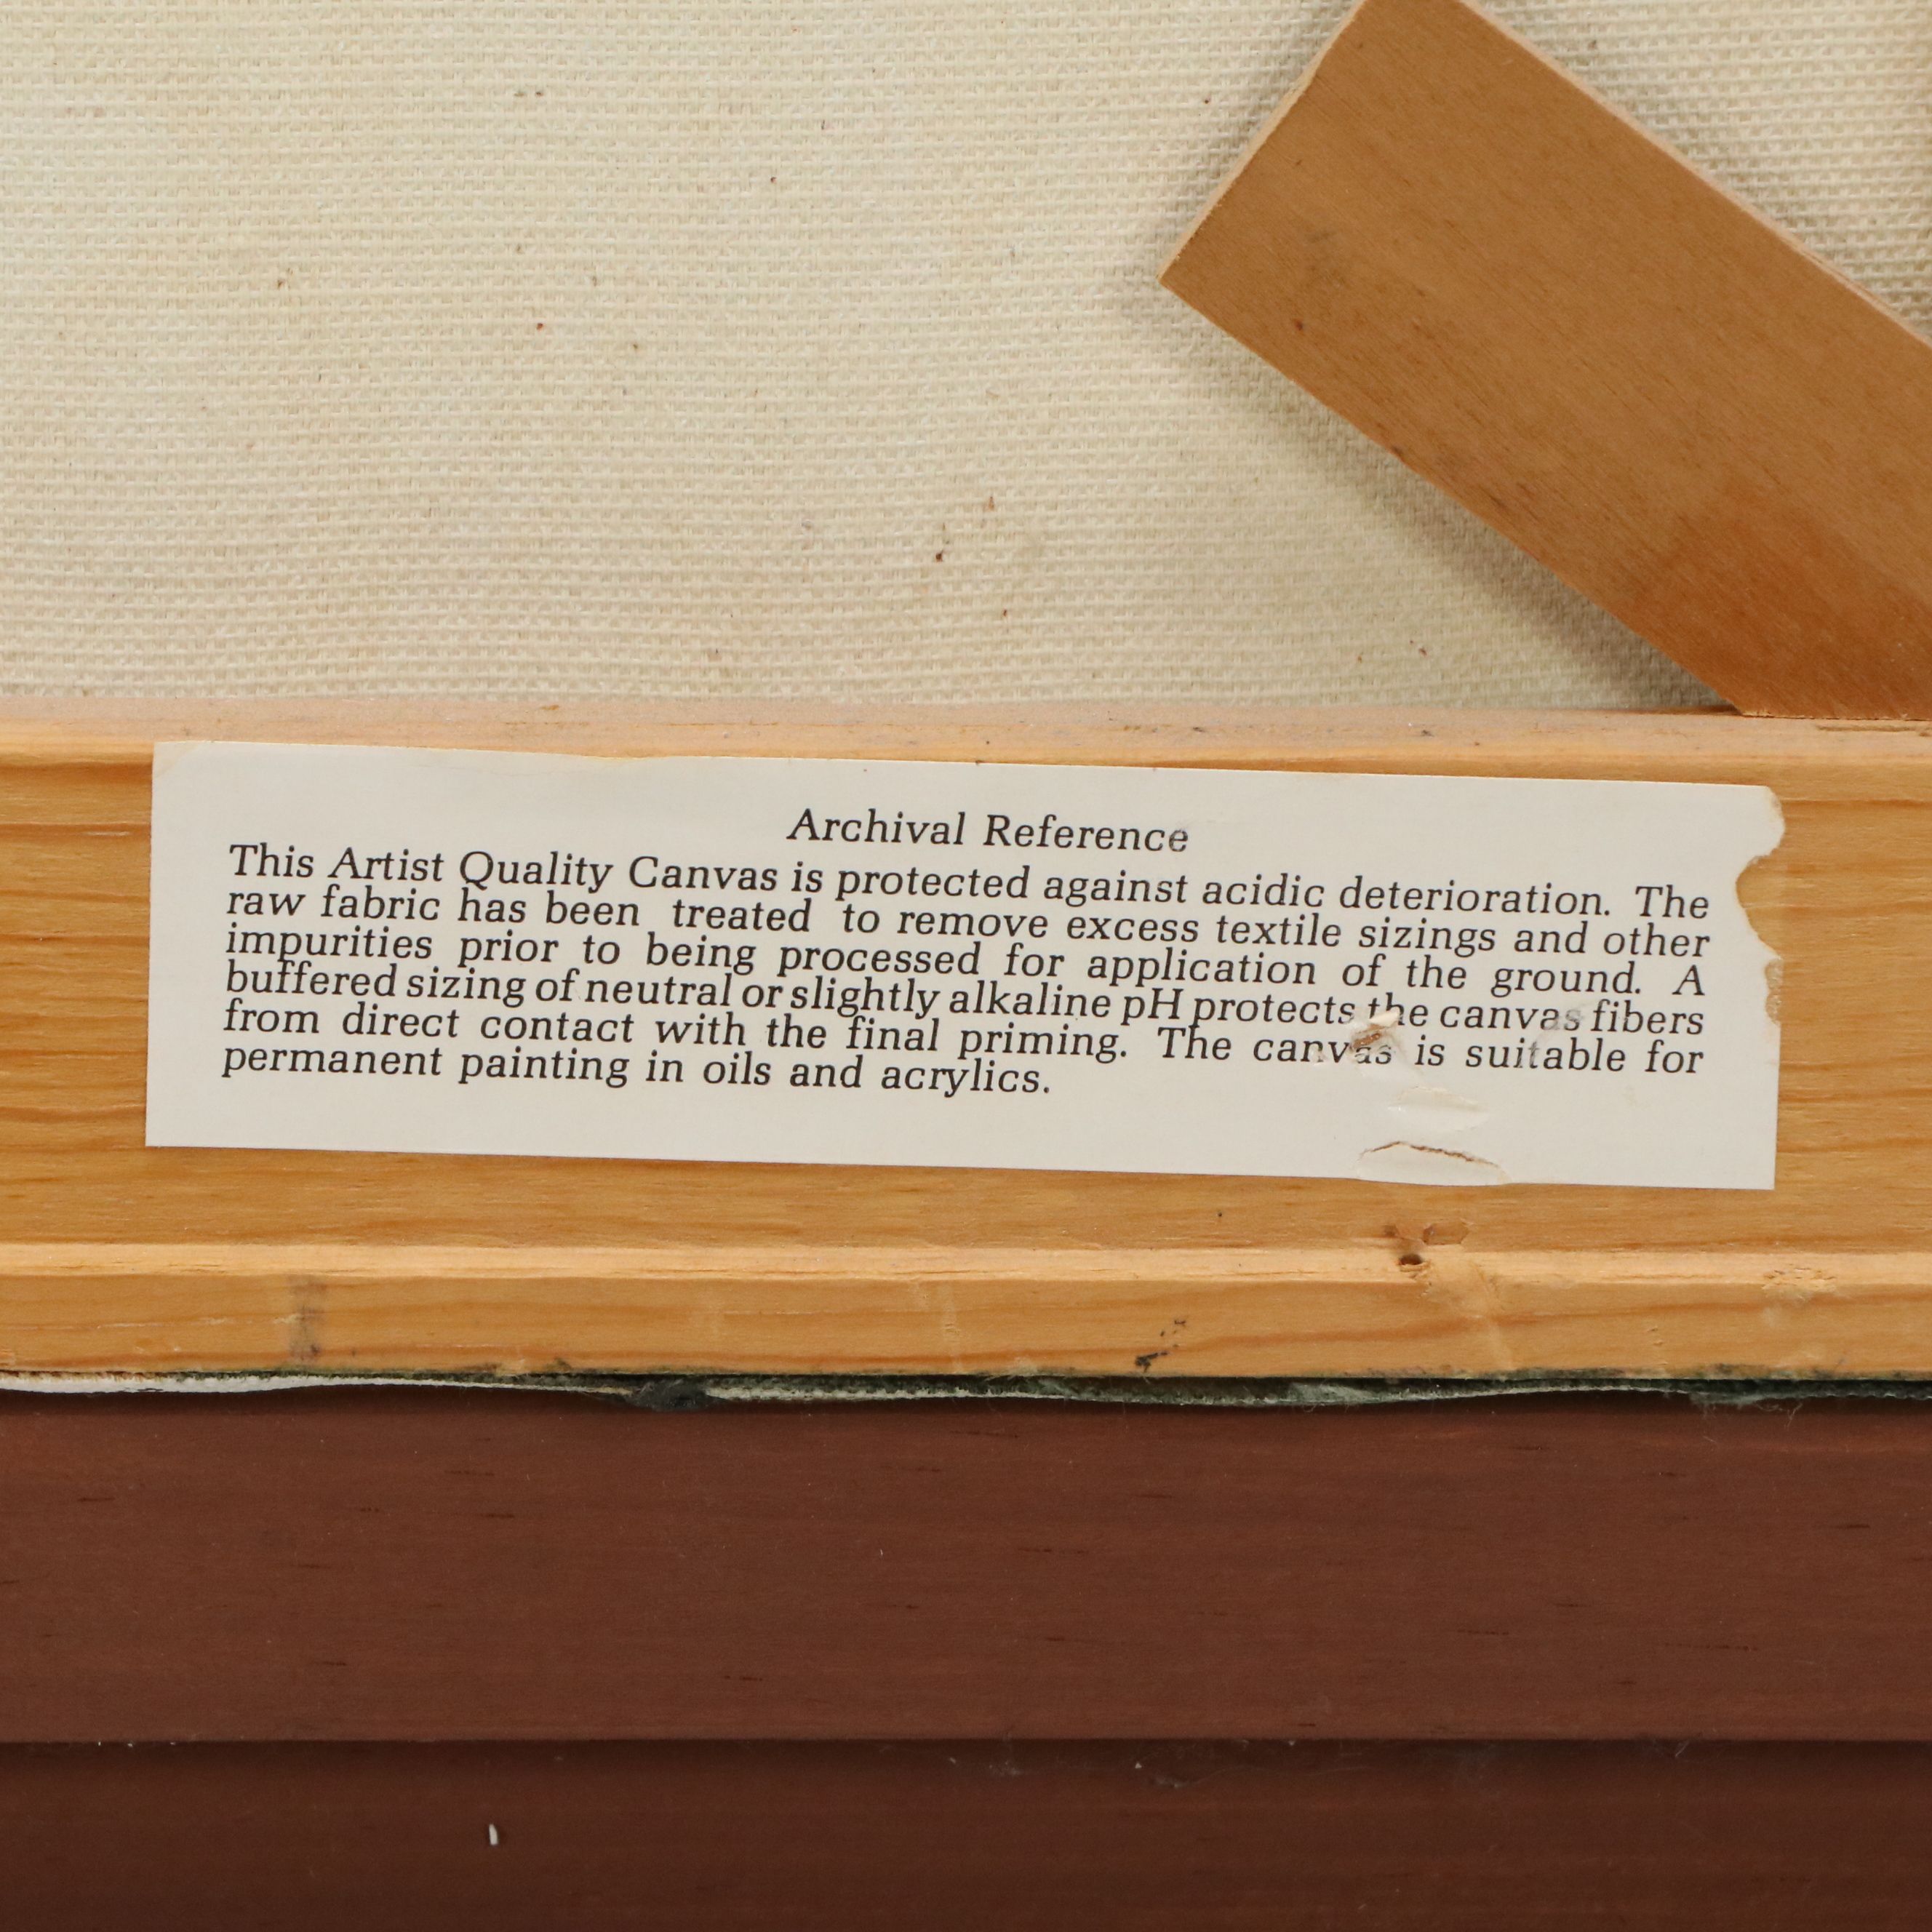 Archival Reference
This Artist Quality Canvas is protected against acidic deterioration. The
raw fabric has been treated to remove excess textile sizings and other
impurities prior to being processed for application of the ground. A
buffered sizing of neutral or slightly alkaline pH protects the canvas fibers
from direct contact with the final priming. The canvas is suitable for
permanent painting in oils and acrylics.